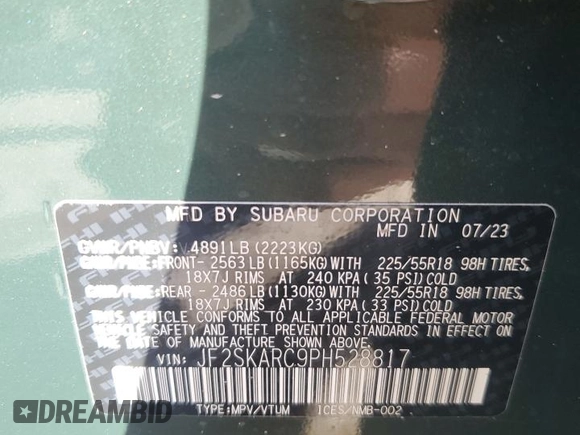 MFD BY SUBARU CORPORATION MFD IN 07/23
GVWR/PNBV: 4891LB(2223KG)
GAWR/PNBE:FRONT- 2563LB(1165KG)WITH 225/55R18 98H TIRES,
18X7J RIMS AT 240 KPA(35 PSI)COLD
GAWR/PNBE:REAR - 2486LB(1130KG)WITH 225/55R18 98H TIRES,
18X7J RIMS AT 230 KPA(33 PSI)COLD
THIS VEHICLE CONFORMS TO ALL APPLICABLE FEDERAL MOTOR
VEHICLE SAFETY AND THEFT PREVENTION STANDARDS IN EFFECT ON
THE DATE OF MANUFACTURE SHOWN ABOVE.
VIN: JF2SKARC9PH528817
TYPE:MPV/VTUM ICES/NMB-002
DREAMBID